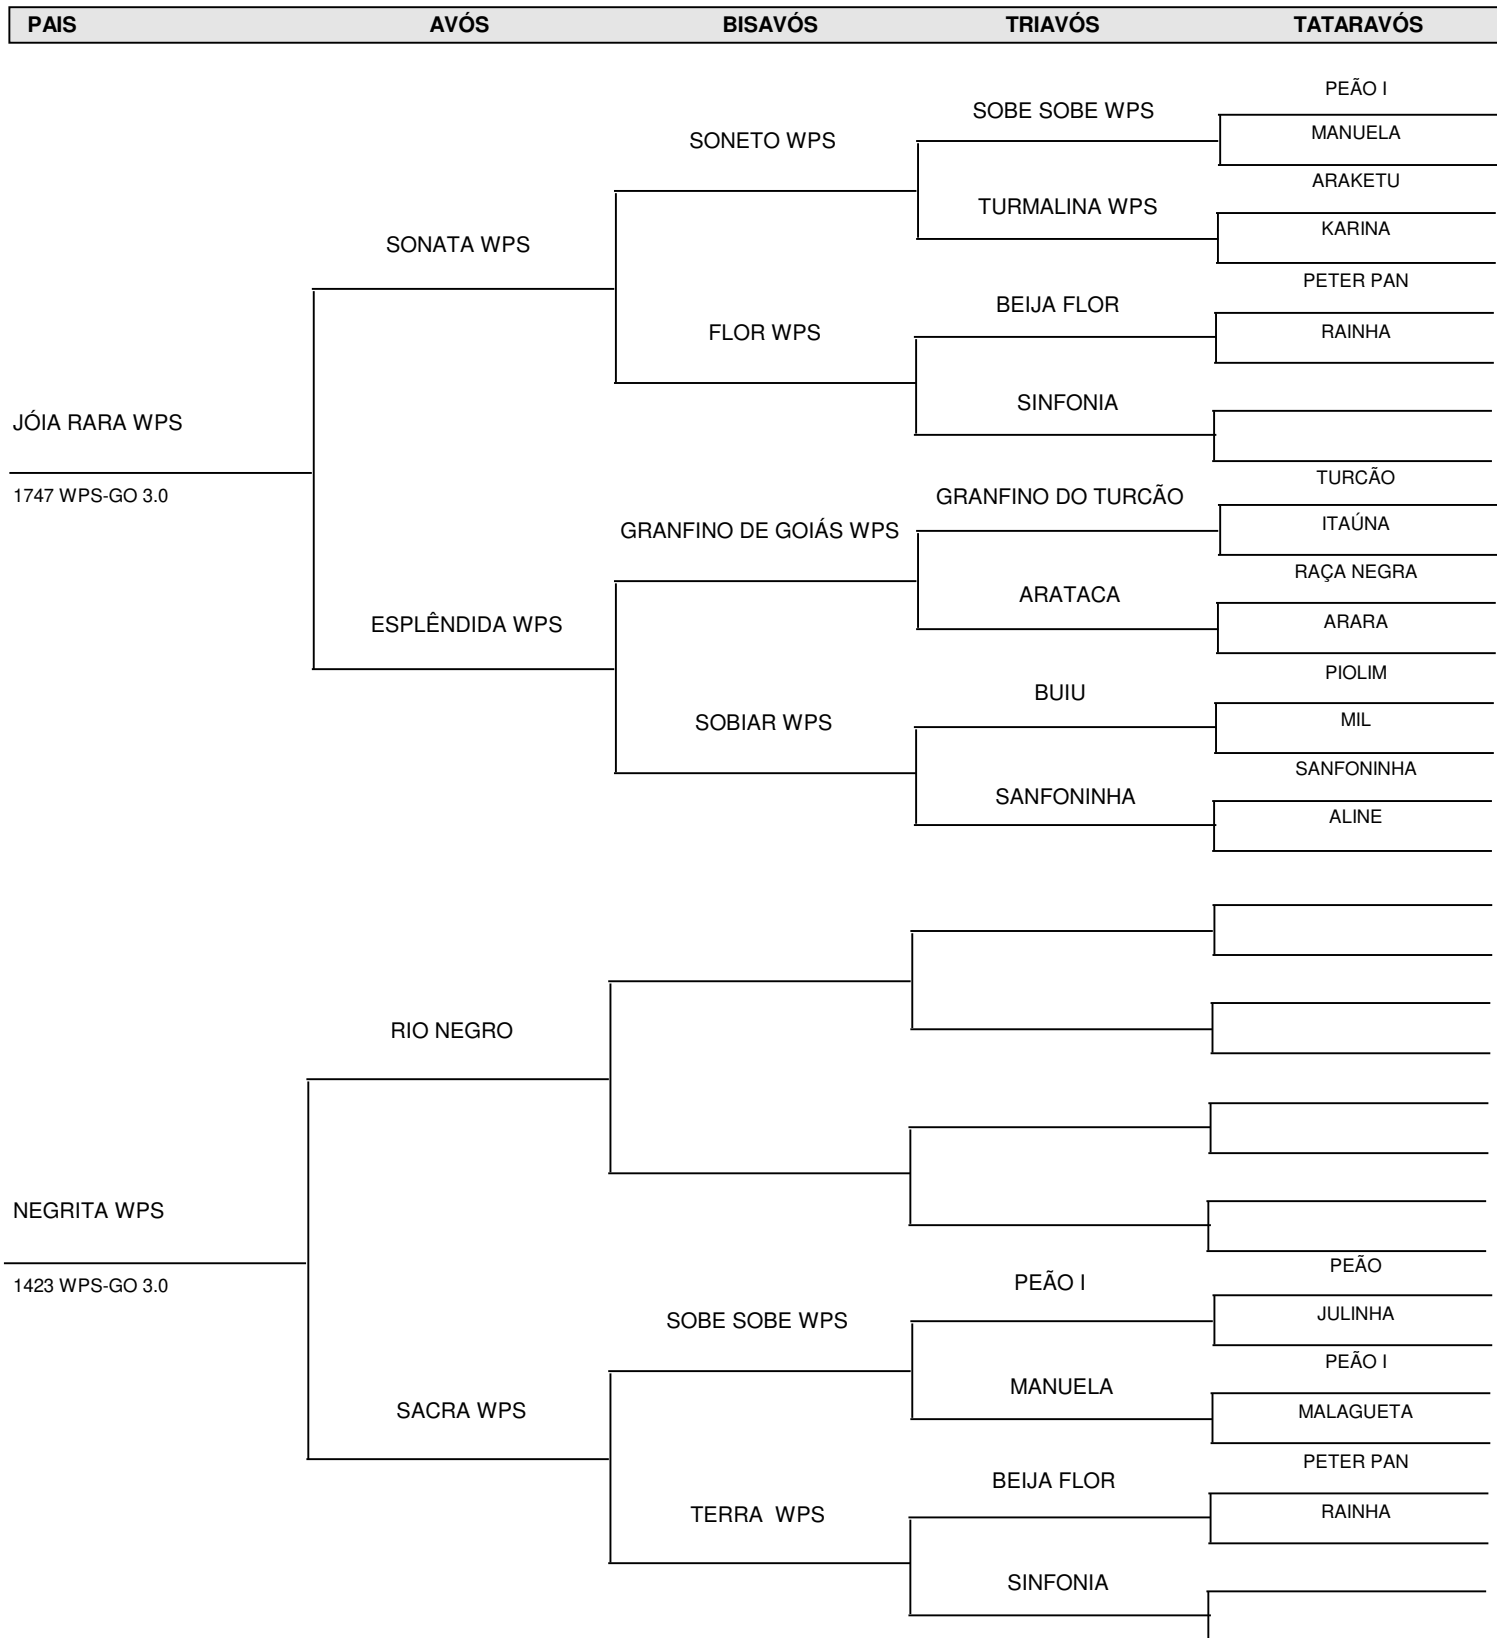 PAIS AVÓS BISAVÓS TRIAVÓS TATARAVÓS
PEÃO I
SOBE SOBE WPS
MANUELA
SONETO WPS
ARAKETU
TURMALINA WPS
KARINA
SONATA WPS
PETER PAN
BEIJA FLOR
RAINHA
FLOR WPS
SINFONIA
JÓIA RARA WPS
1747 WPS-GO 3.0
TURCÃO
GRANFINO DO TURCÃO
ITAÚNA
GRANFINO DE GOIÁS WPS
RAÇA NEGRA
ARATACA
ARARA
ESPLÊNDIDA WPS
PIOLIM
BUIU
MIL
SOBIAR WPS
SANFONINHA
SANFONINHA
ALINE
RIO NEGRO
NEGRITA WPS
1423 WPS-GO 3.0
PEÃO
PEÃO I
JULINHA
SOBE SOBE WPS
PEÃO I
MANUELA
MALAGUETA
SACRA WPS
PETER PAN
BEIJA FLOR
RAINHA
TERRA WPS
SINFONIA